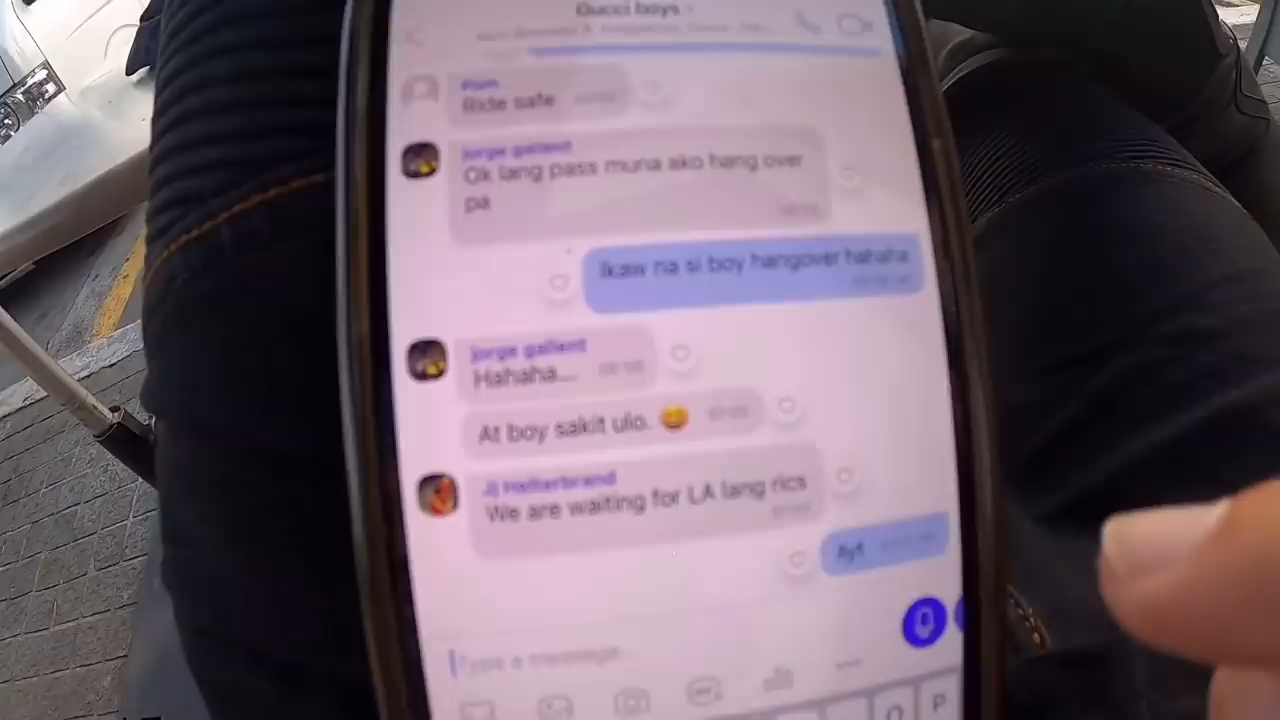 Gucci boys
Pam
Ride safe
jorge gallent
Ok lang pass muna ako hang over
pa
Ikaw na si boy hangover hahaha
jorge gallent
Hahaha...
At boy sakit ulo. 😄
We are waiting for LA lang rics
Ayt
Type a message...
O P